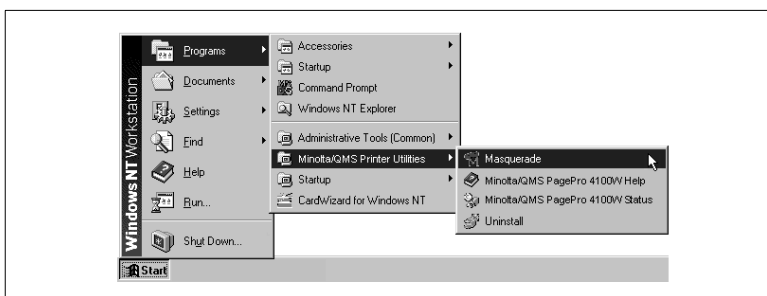 Windows NT Workstation
Programs
Documents
Settings
Find
Help
Run...
Shut Down...
Start
Accessories
Startup
Command Prompt
Windows NT Explorer
Administrative Tools (Common)
Minolta/QMS Printer Utilities
Startup
CardWizard for Windows NT
Masquerade
Minolta/QMS PagePro 4100W Help
Minolta/QMS PagePro 4100W Status
Uninstall